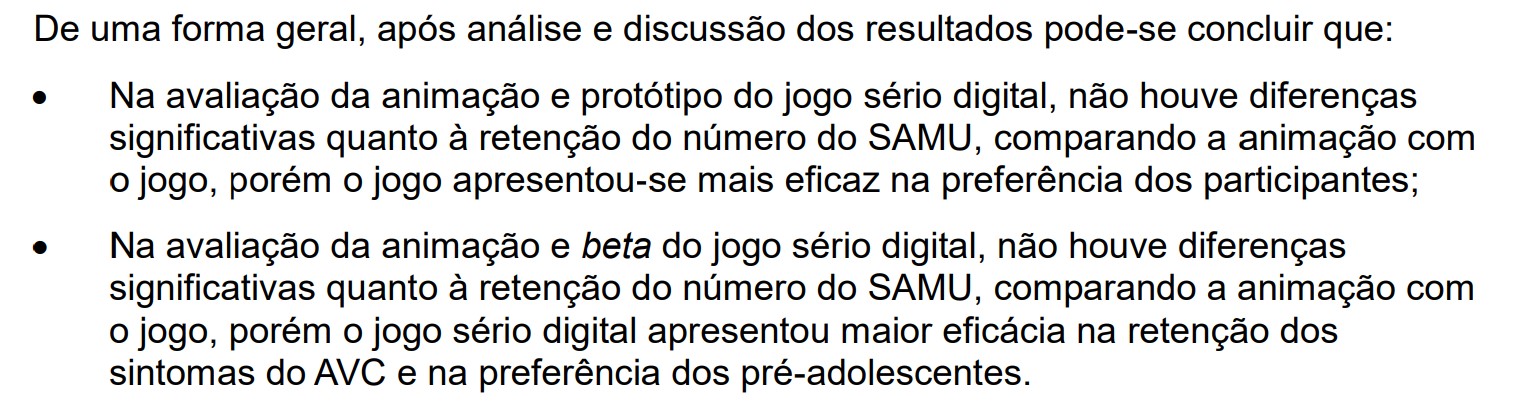 De uma forma geral, após análise e discussão dos resultados pode-se concluir que:
• Na avaliação da animação e protótipo do jogo sério digital, não houve diferenças
significativas quanto à retenção do número do SAMU, comparando a animação com
o jogo, porém o jogo apresentou-se mais eficaz na preferência dos participantes;
• Na avaliação da animação e beta do jogo sério digital, não houve diferenças
significativas quanto à retenção do número do SAMU, comparando a animação com
o jogo, porém o jogo sério digital apresentou maior eficácia na retenção dos
sintomas do AVC e na preferência dos pré-adolescentes.